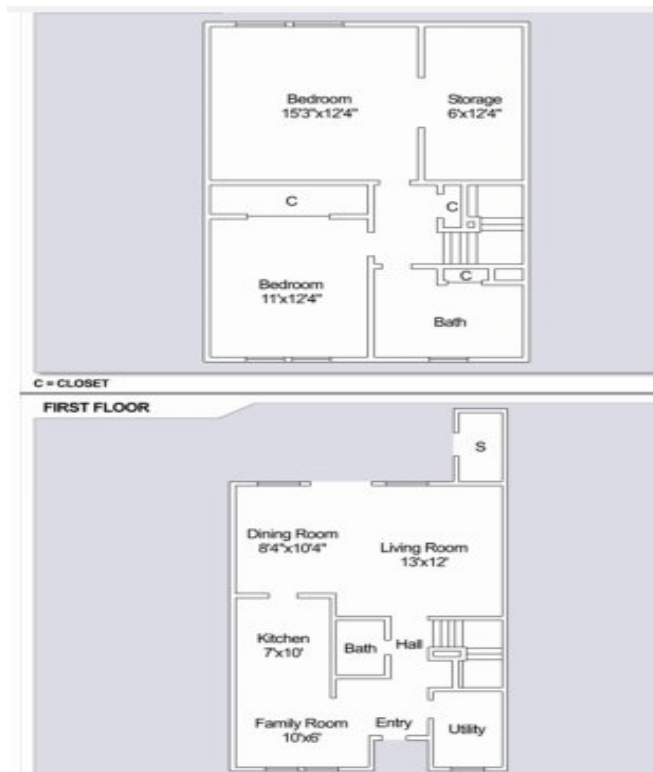 Bedroom
15'3"x12'4"
Storage
6'x12'4"
C
C
Bedroom
11'x12'4"
C
Bath
C = CLOSET
FIRST FLOOR
S
Dining Room
8'4"x10'4"
Living Room
13'x12'
Kitchen
7'x10'
Bath
Hall
Family Room
10'x6'
Entry
Utility